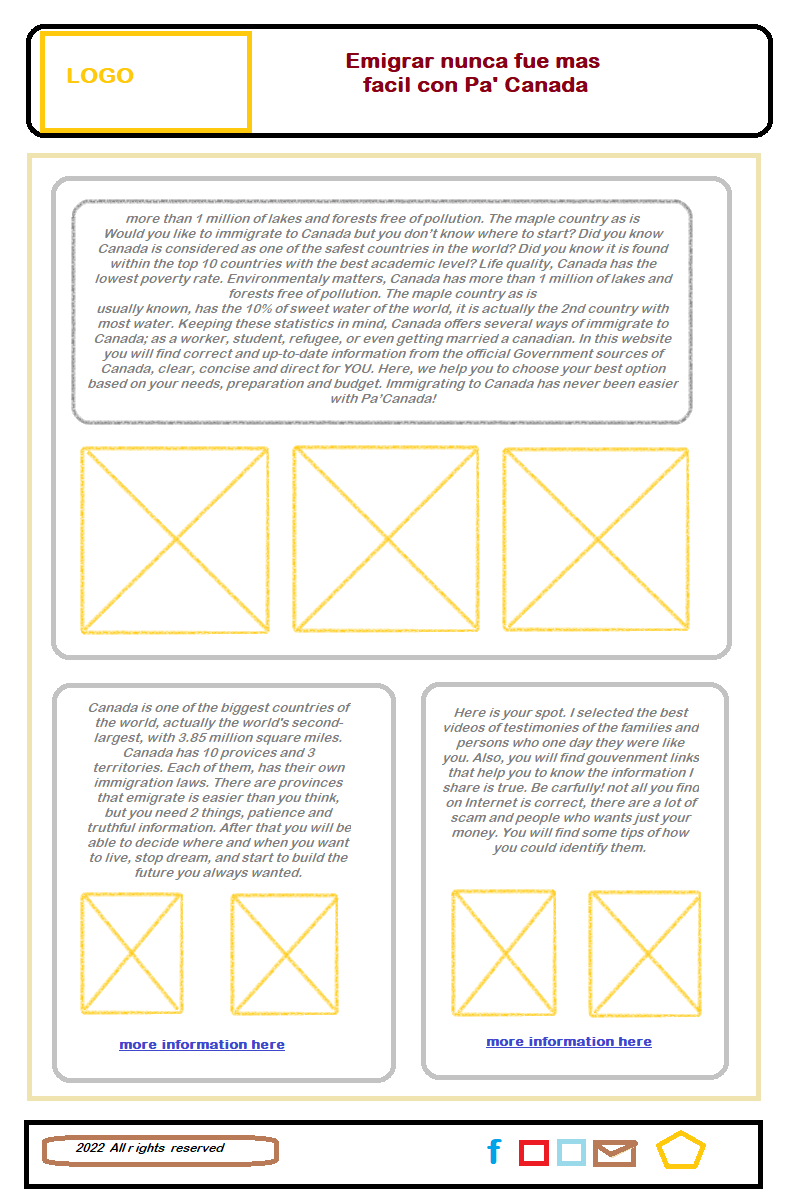 LOGO
Emigrar nunca fue mas
facil con Pa' Canada
more than 1 million of lakes and forests free of pollution. The maple country as is
Would you like to immigrate to Canada but you don't know where to start? Did you know
Canada is considered as one of the safest countries in the world? Did you know it is found
within the top 10 countries with the best academic level? Life quality, Canada has the
lowest poverty rate. Environmentaly matters, Canada has more than 1 million of lakes and
forests free of pollution. The maple country as is
usually known, has the 10% of sweet water of the world, it is actually the 2nd country with
most water. Keeping these statistics in mind, Canada offers several ways of immigrate to
Canada; as a worker, student, refugee, or even getting married a canadian. In this website
you will find correct and up-to-date information from the official Government sources of
Canada, clear, concise and direct for YOU. Here, we help you to choose your best option
based on your needs, preparation and budget. Immigrating to Canada has never been easier
with Pa'Canada!
Canada is one of the biggest countries of
the world, actually the world's second-
largest, with 3.85 million square miles.
Canada has 10 provices and 3
territories. Each of them, has their own
immigration laws. There are provinces
that emigrate is easier than you think,
but you need 2 things, patience and
truthful information. After that you will be
able to decide where and when you want
to live, stop dream, and start to build the
future you always wanted.
more information here
Here is your spot. I selected the best
videos of testimonies of the families and
persons who one day they were like
you. Also, you will find gouvenment links
that help you to know the information I
share is true. Be carfully! not all you find
on Internet is correct, there are a lot of
scam and people who wants just your
money. You will find some tips of how
you could identify them.
more information here
2022 All rights reserved
f